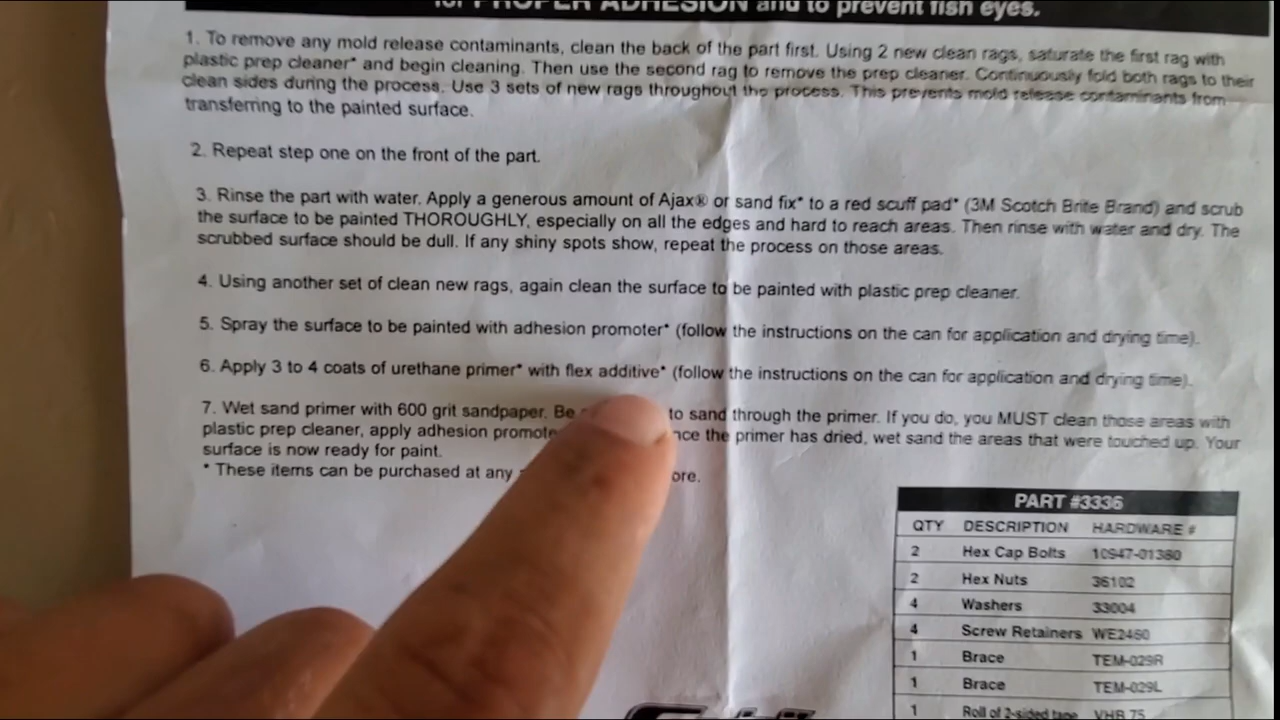 for PROPER ADHESION and to prevent fish eyes.
1. To remove any mold release contaminants, clean the back of the part first. Using 2 new clean rags, saturate the first rag with
plastic prep cleaner* and begin cleaning. Then use the second rag to remove the prep cleaner. Continuously fold both rags to their
clean sides during the process. Use 3 sets of new rags throughout the process. This prevents mold release contaminants from
transferring to the painted surface.
2. Repeat step one on the front of the part.
3. Rinse the part with water. Apply a generous amount of Ajax® or sand fix* to a red scuff pad* (3M Scotch Brite Brand) and scrub
the surface to be painted THOROUGHLY, especially on all the edges and hard to reach areas. Then rinse with water and dry. The
scrubbed surface should be dull. If any shiny spots show, repeat the process on those areas.
4. Using another set of clean new rags, again clean the surface to be painted with plastic prep cleaner.
5. Spray the surface to be painted with adhesion promoter* (follow the instructions on the can for application and drying time).
6. Apply 3 to 4 coats of urethane primer* with flex additive* (follow the instructions on the can for application and drying time).
7. Wet sand primer with 600 grit sandpaper. Be to sand through the primer. If you do, you MUST clean those areas with
plastic prep cleaner, apply adhesion the primer has dried, wet sand the areas that were touched up. Your
surface is now ready for paint.
* These items can be purchased at any
PART #3336
QTY DESCRIPTION HARDWARE #
2 Hex Cap Bolts 10947-01380
2 Hex Nuts 36102
4 Washers 33004
4 Screw Retainers WE2460
1 Brace TEM-029R
1 Brace TEM-029L
1 Roll of 2-sided tape VHB 75